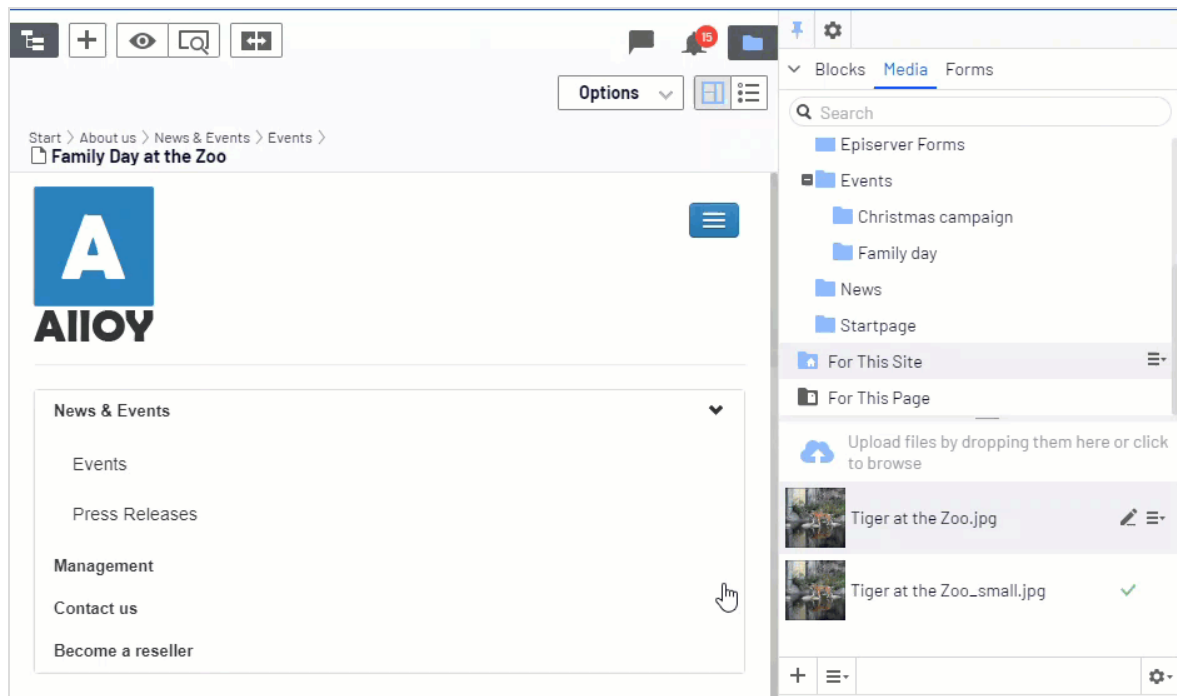 15
Options
Start > About us > News & Events > Events >
Family Day at the Zoo
A
AllOY
News & Events
Events
Press Releases
Management
Contact us
Become a reseller
Blocks Media Forms
Search
Episerver Forms
Events
Christmas campaign
Family day
News
Startpage
For This Site
For This Page
Upload files by dropping them here or click
to browse
Tiger at the Zoo.jpg
Tiger at the Zoo_small.jpg